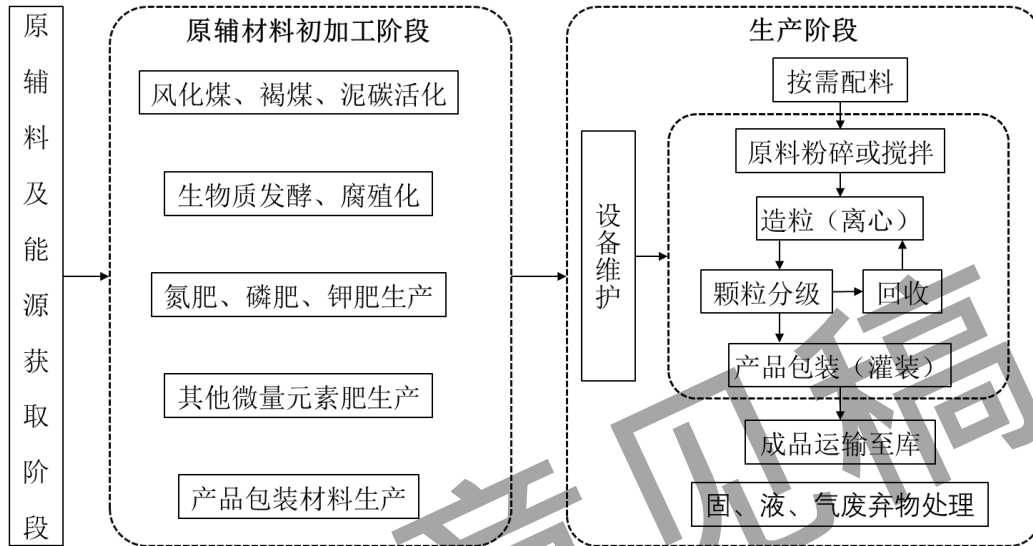 原辅料及能源获取阶段
原辅材料初加工阶段
风化煤、褐煤、泥碳活化
生物质发酵、腐殖化
氮肥、磷肥、钾肥生产
其他微量元素肥生产
产品包装材料生产
生产阶段
设备维护
按需配料
原料粉碎或搅拌
造粒（离心）
颗粒分级
回收
产品包装（灌装）
成品运输至库
固、液、气废弃物处理
意见稿